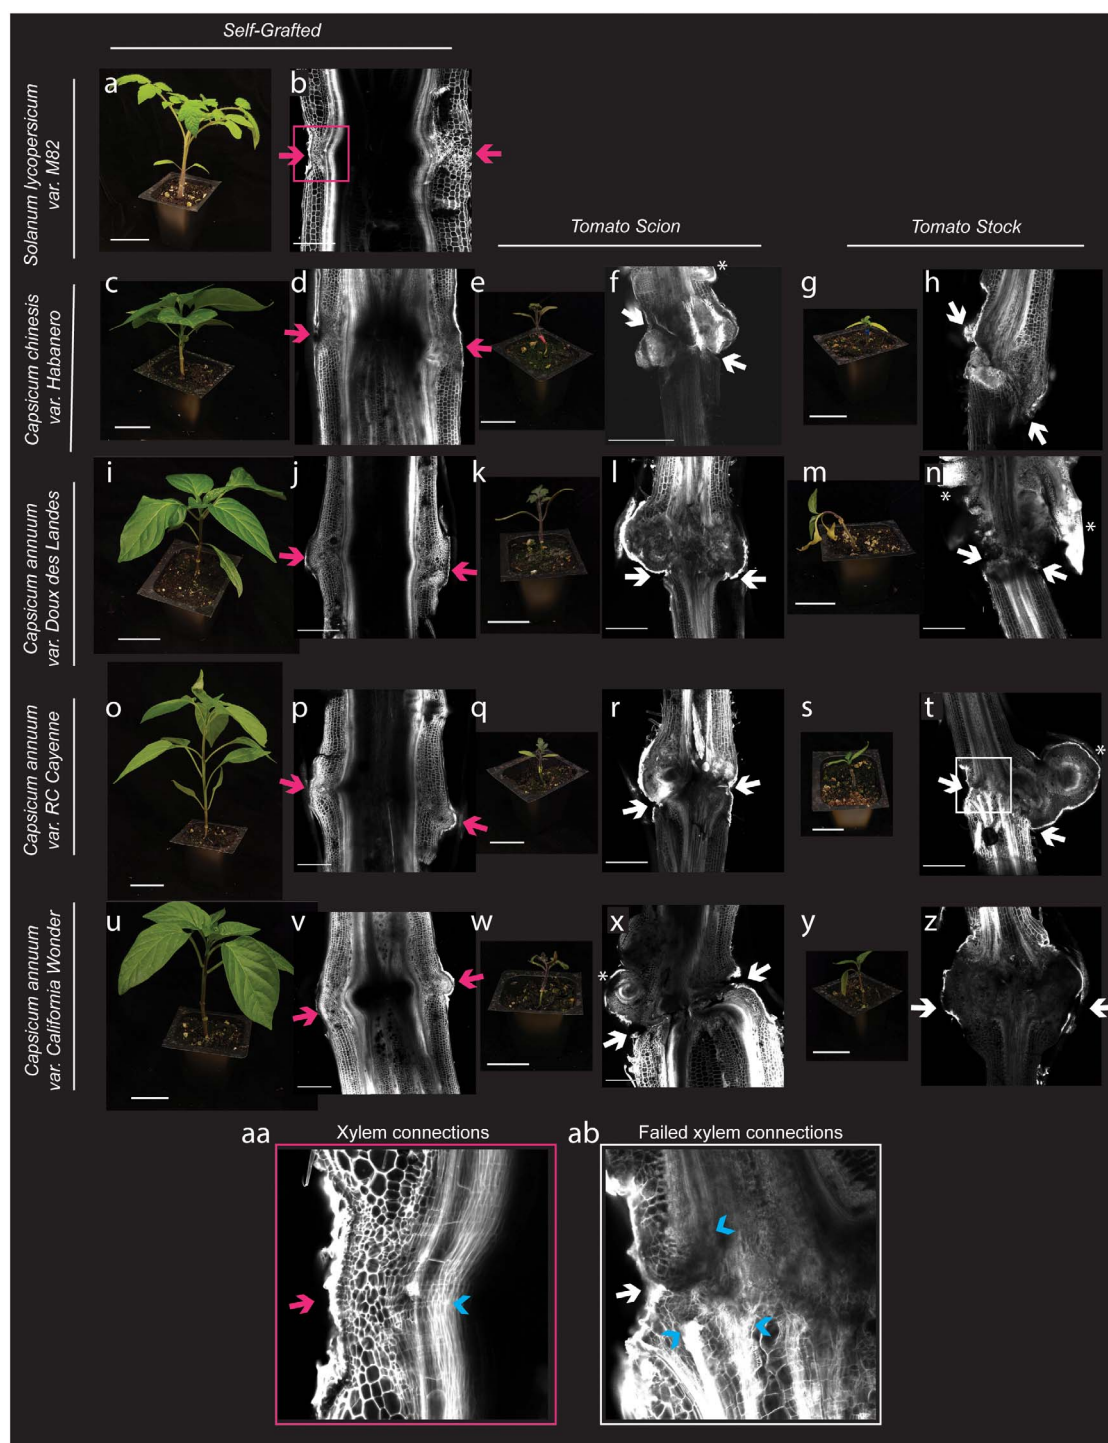 Self-Grafted
Solanum lycopersicum
var. M82
a
b
Tomato Scion
Tomato Stock
Capsicum chinesis
var. Habanero
c
d
e
f
*
g
h
Capsicum annuum
var. Doux des Landes
i
j
k
l
m
n
*
*
Capsicum annuum
var. RC Cayenne
o
p
q
r
s
t
*
Capsicum annuum
var. California Wonder
u
v
w
x
*
y
z
aa
Xylem connections
ab
Failed xylem connections